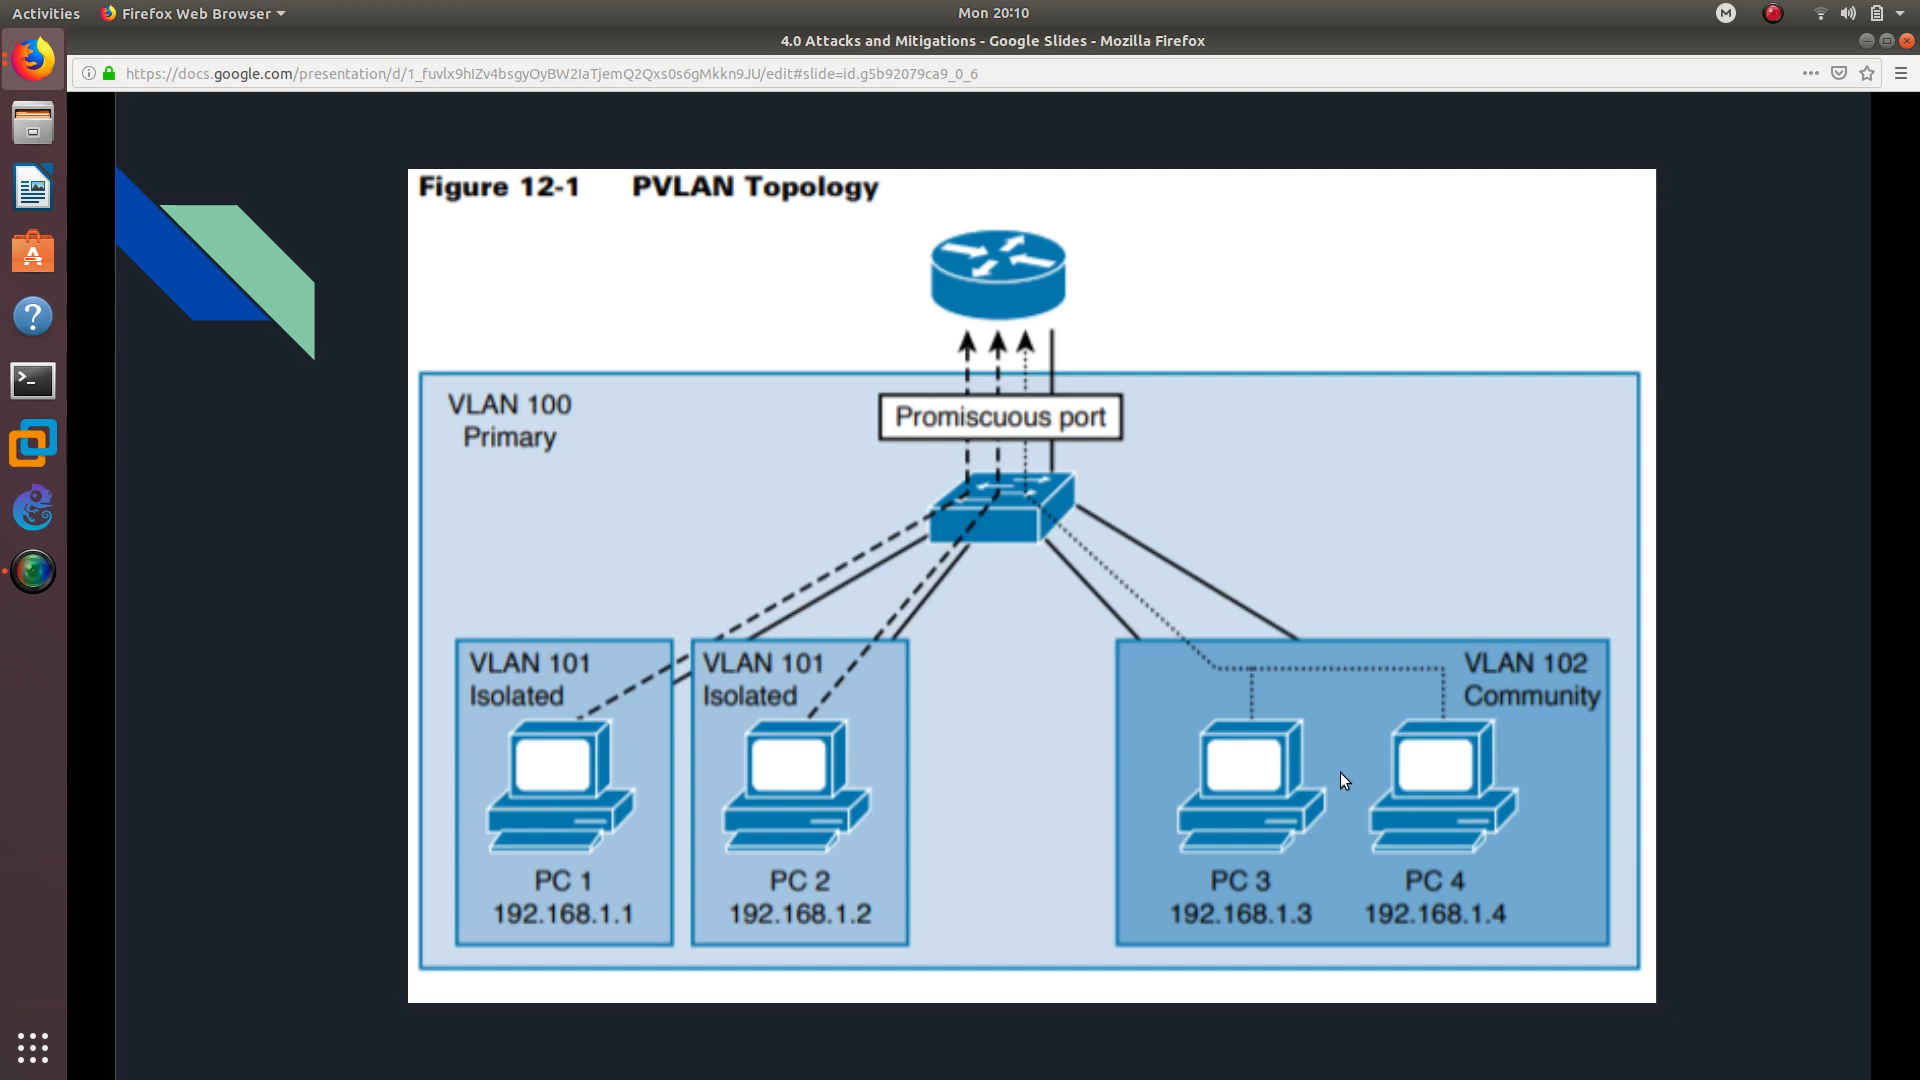 Activities
Firefox Web Browser
Mon 20:10
M
4.0 Attacks and Mitigations - Google Slides - Mozilla Firefox
https://docs.google.com/presentation/d/1_fuvlx9hIZv4bsgyOyBW2IaTjemQ2Qxs0s6gMkkn9JU/edit#slide=id.g5b92079ca9_0_6
Figure 12-1 PVLAN Topology
VLAN 100
Primary
Promiscuous port
VLAN 101
Isolated
VLAN 101
Isolated
VLAN 102
Community
PC 1
192.168.1.1
PC 2
192.168.1.2
PC 3
192.168.1.3
PC 4
192.168.1.4